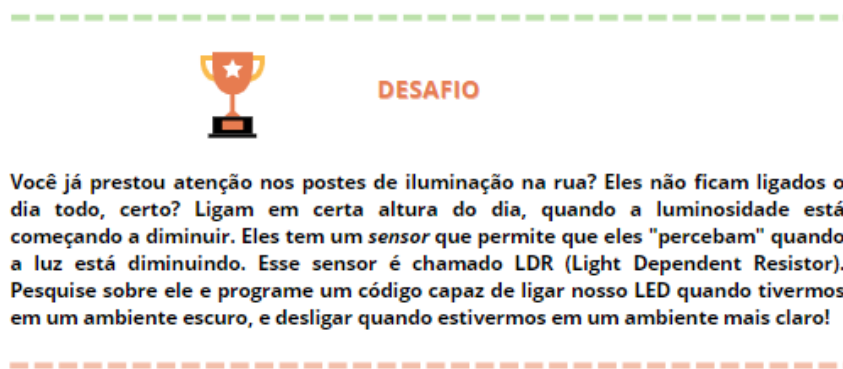 DESAFIO
Você já prestou atenção nos postes de iluminação na rua? Eles não ficam ligados o
dia todo, certo? Ligam em certa altura do dia, quando a luminosidade está
começando a diminuir. Eles tem um sensor que permite que eles "percebam" quando
a luz está diminuindo. Esse sensor é chamado LDR (Light Dependent Resistor).
Pesquise sobre ele e programe um código capaz de ligar nosso LED quando tivermos
em um ambiente escuro, e desligar quando estivermos em um ambiente mais claro!